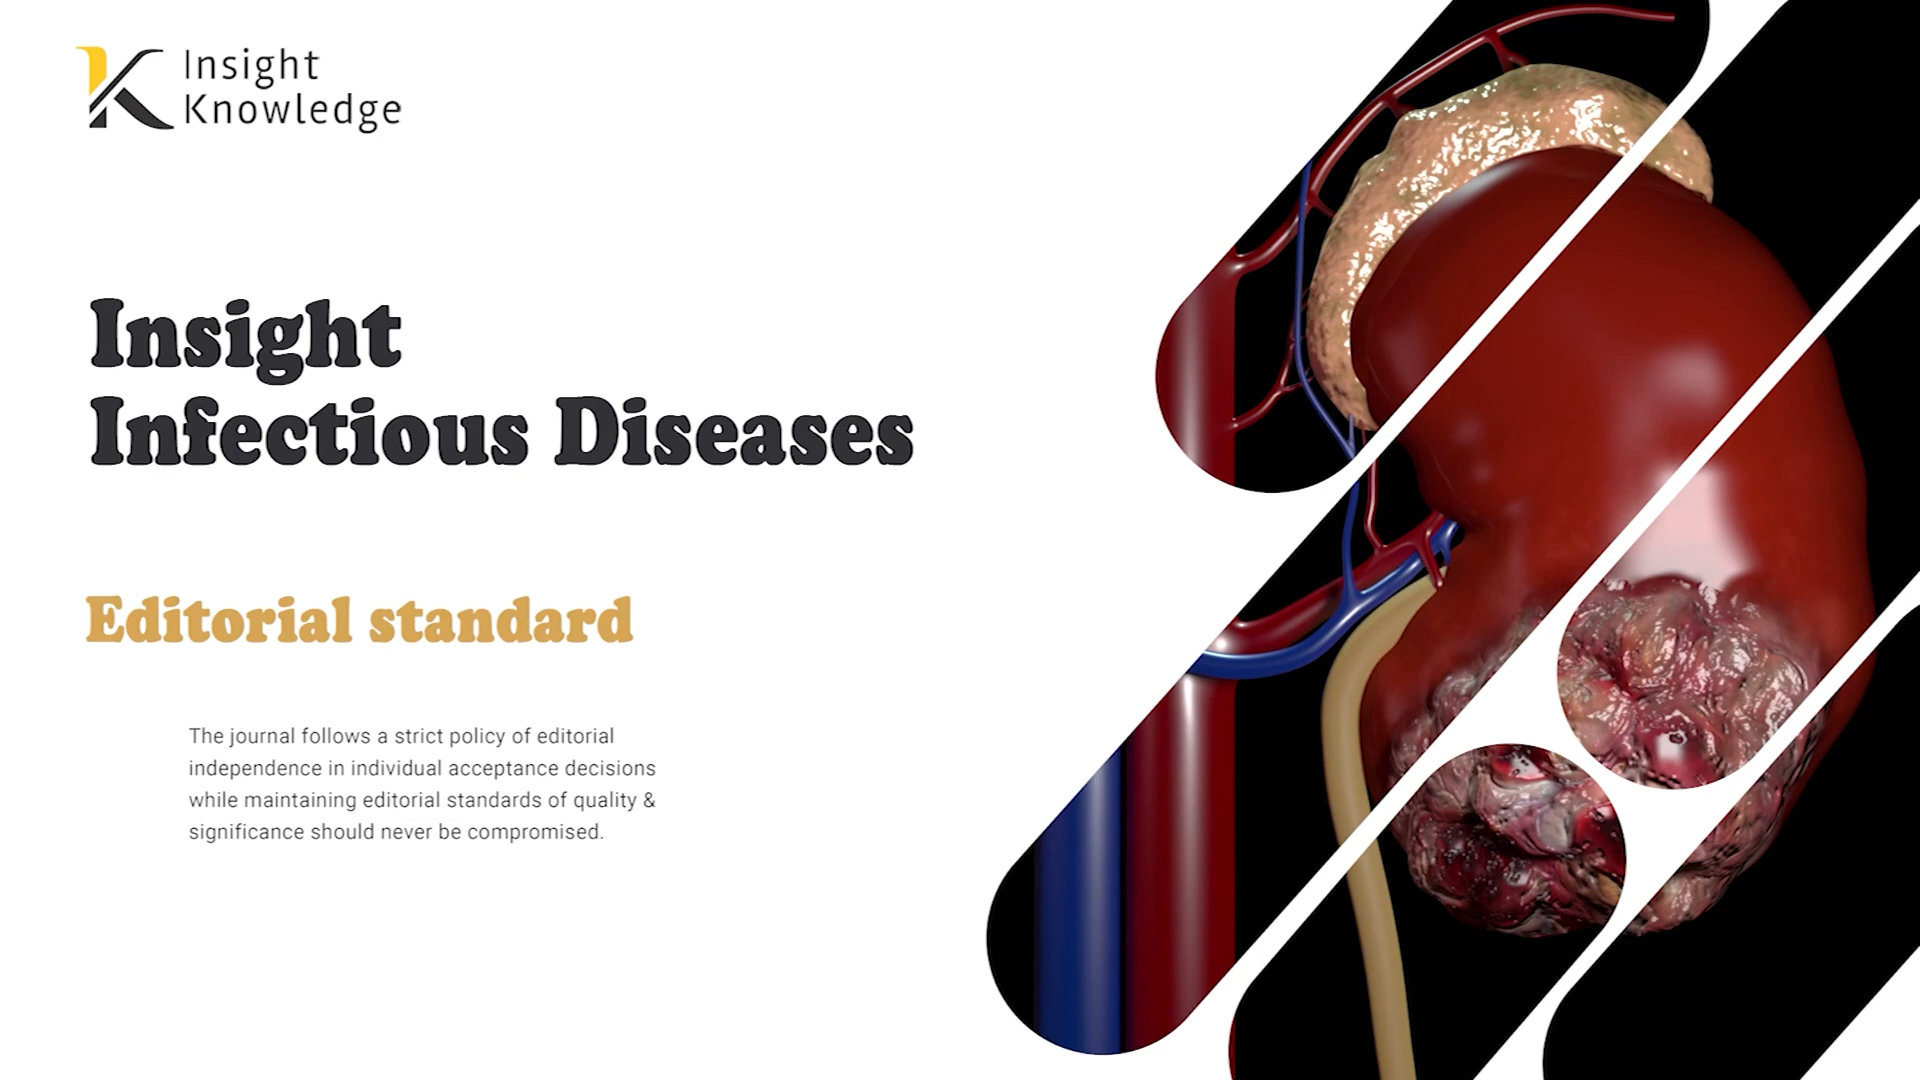 Insight
Knowledge
Insight
Infectious Diseases
Editorial standard
The journal follows a strict policy of editorial
independence in individual acceptance decisions
while maintaining editorial standards of quality &
significance should never be compromised.